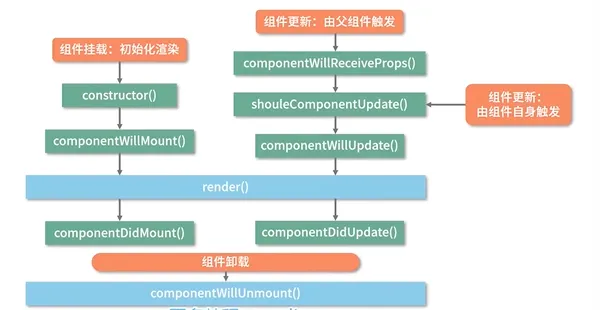 组件挂载：初始化渲染
constructor()
componentWillMount()
组件更新：由父组件触发
componentWillReceiveProps()
shouleComponentUpdate()
组件更新：
由组件自身触发
componentWillUpdate()
render()
componentDidMount()
componentDidUpdate()
组件卸载
componentWillUnmount()